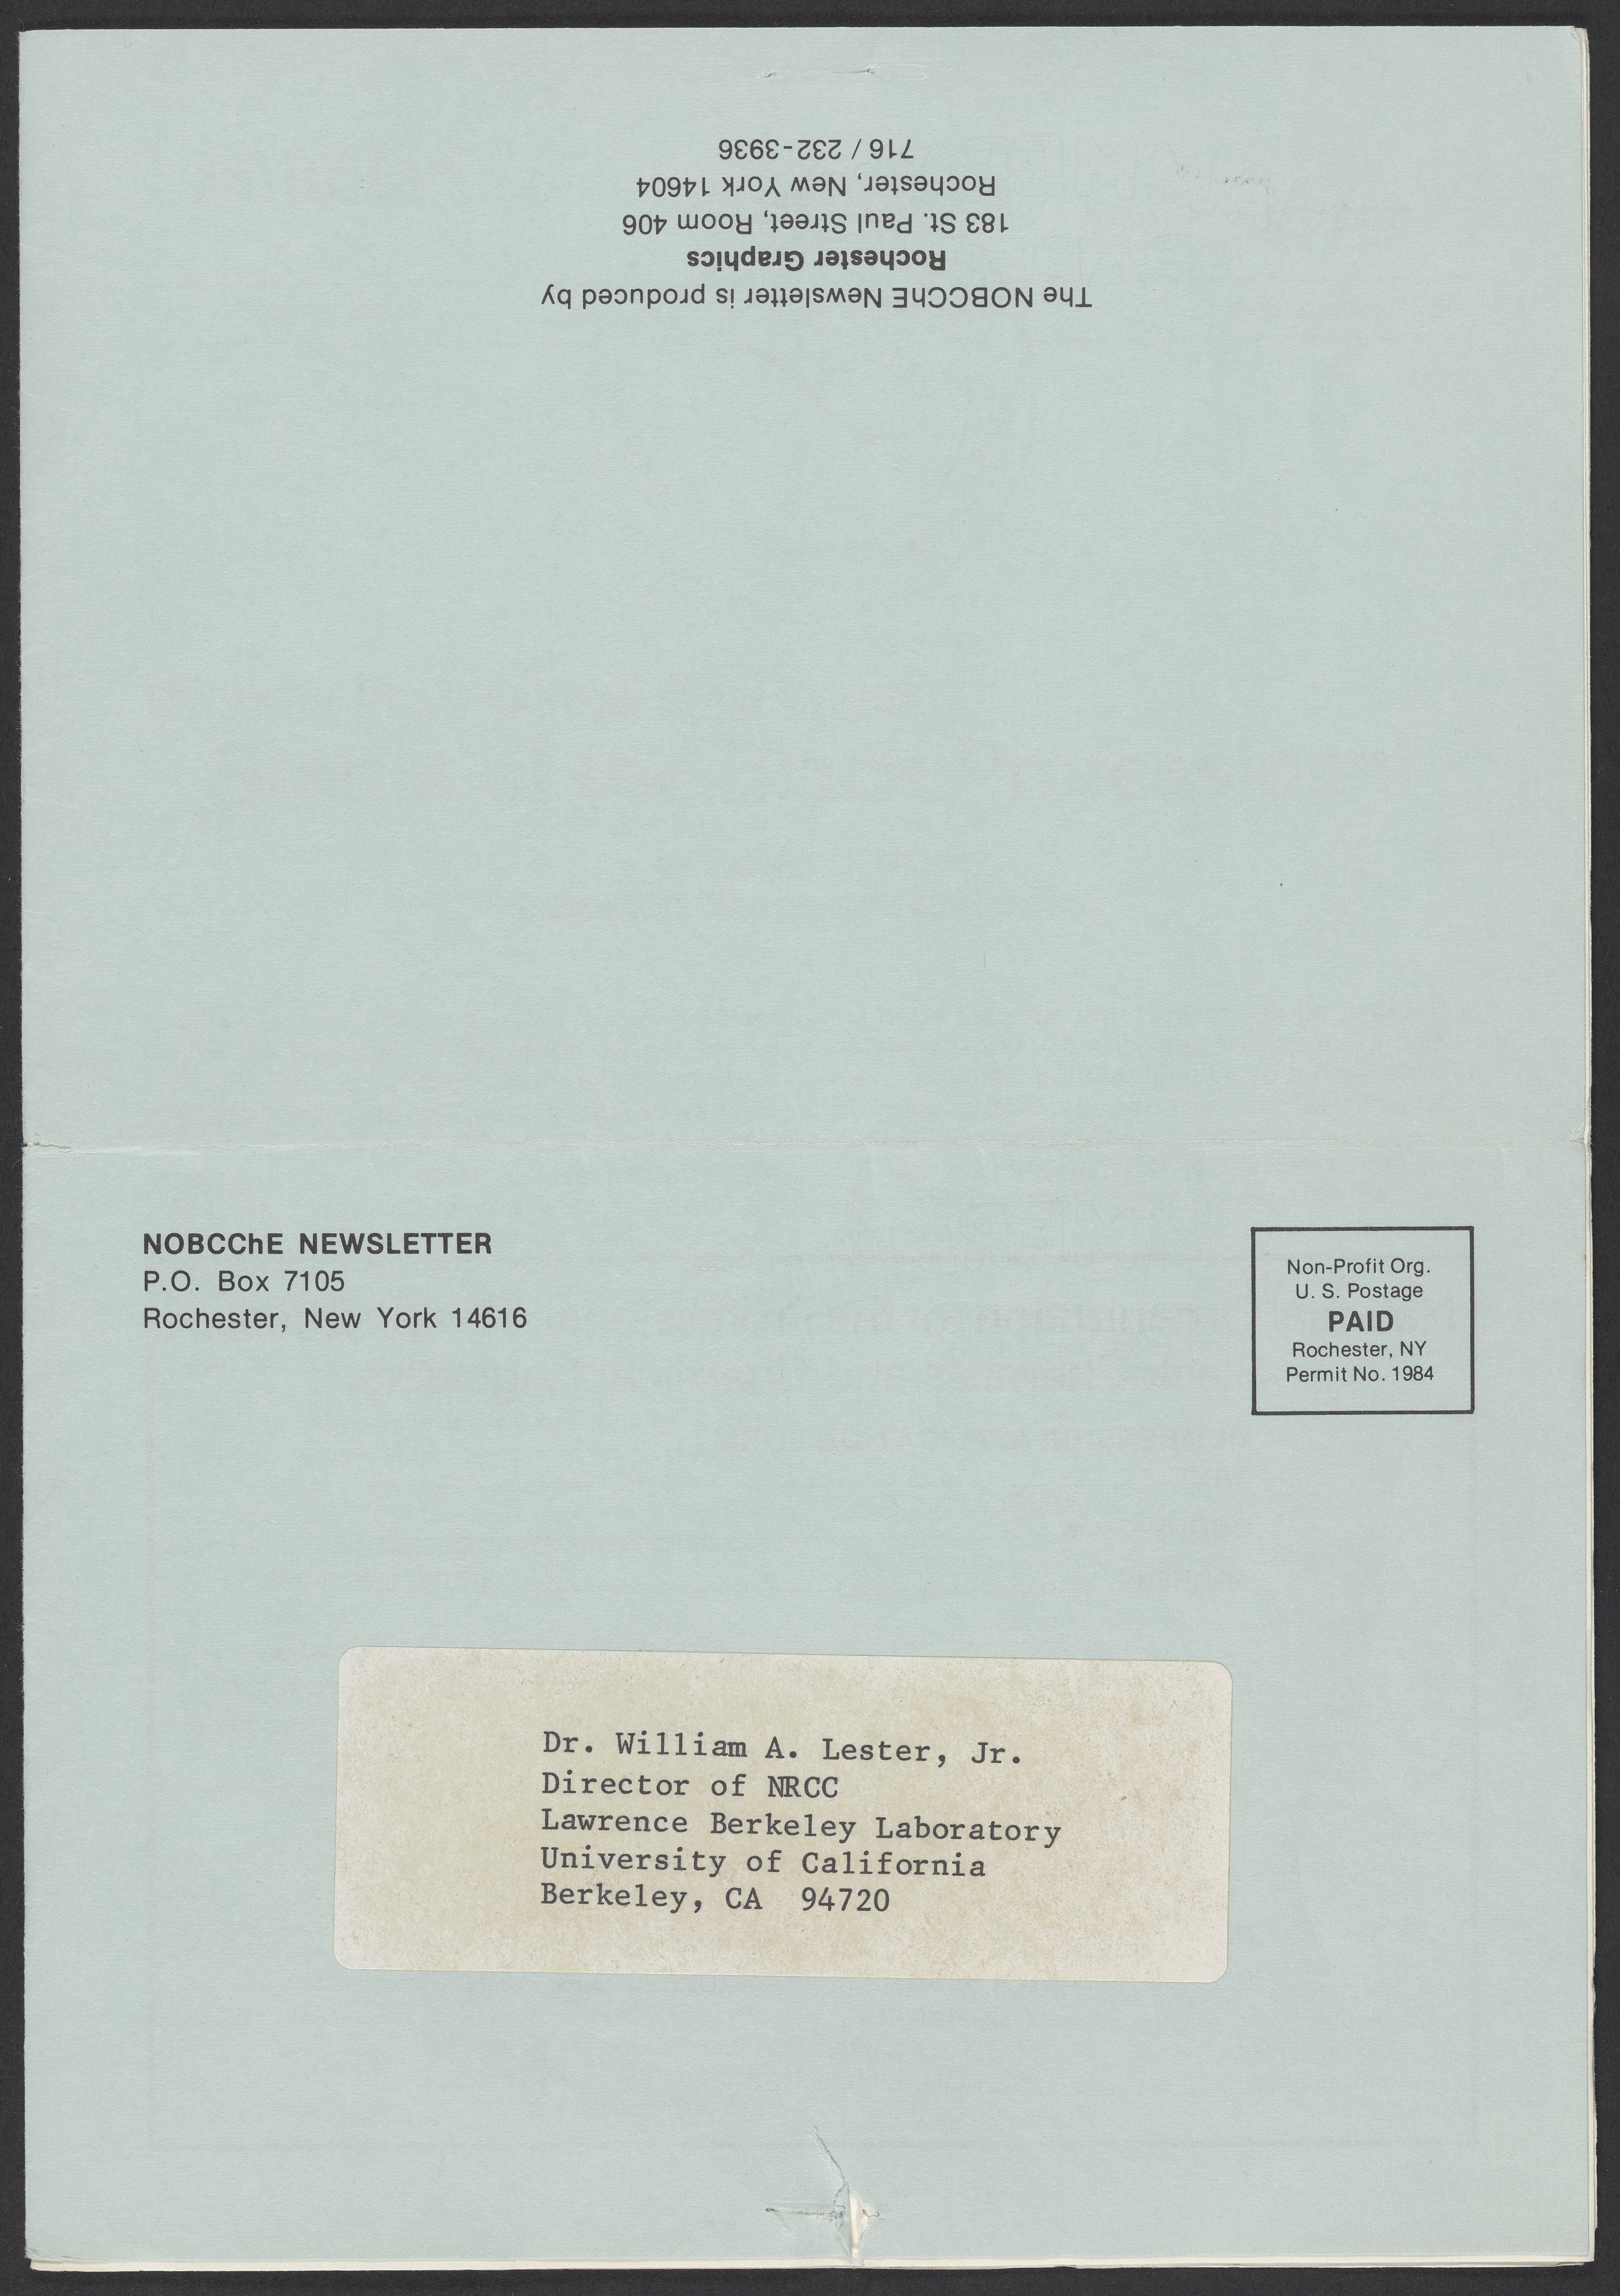 The NOBCChE Newsletter is produced by
Rochester Graphics
183 St. Paul Street, Room 406
Rochester, New York 14604
716 / 232-3936
NOBCChE NEWSLETTER
P.O. Box 7105
Rochester, New York 14616
Non-Profit Org.
U. S. Postage
PAID
Rochester, NY
Permit No. 1984
Dr. William A. Lester, Jr.
Director of NRCC
Lawrence Berkeley Laboratory
University of California
Berkeley, CA 94720